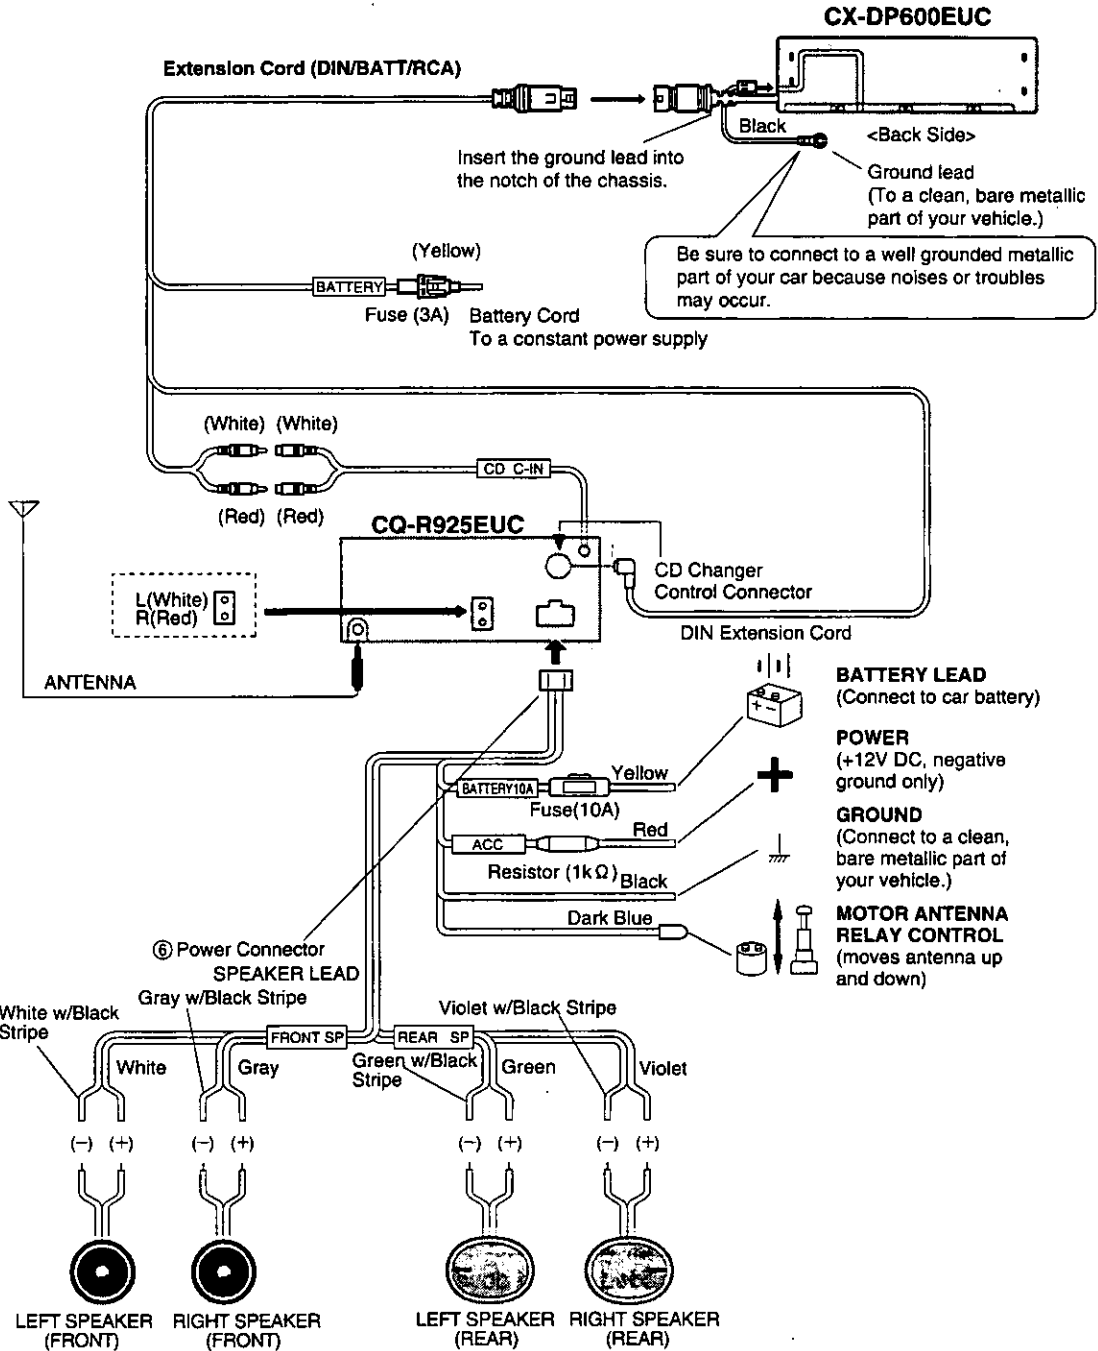 CX-DP600EUC
Extension Cord (DIN/BATT/RCA)
Black
<Back Side>
Insert the ground lead into
the notch of the chassis.
Ground lead
(To a clean, bare metallic
part of your vehicle.)
Be sure to connect to a well grounded metallic
part of your car because noises or troubles
may occur.
(Yellow)
BATTERY
Fuse (3A)
Battery Cord
To a constant power supply
(White) (White)
CD C-IN
(Red) (Red)
CQ-R925EUC
CD Changer
Control Connector
L(White)
R(Red)
DIN Extension Cord
ANTENNA
BATTERY LEAD
(Connect to car battery)
+ −
POWER
(+12V DC, negative
ground only)
Yellow
BATTERY10A
Fuse(10A)
GROUND
(Connect to a clean,
bare metallic part of
your vehicle.)
Red
ACC
Resistor (1kΩ)
Black
Dark Blue
MOTOR ANTENNA
RELAY CONTROL
(moves antenna up
and down)
⑥ Power Connector
SPEAKER LEAD
Gray w/Black Stripe
Violet w/Black Stripe
White w/Black
Stripe
FRONT SP
REAR SP
White
Gray
Green w/Black
Stripe
Green
Violet
(−) (+) (−) (+) (−) (+) (−) (+)
LEFT SPEAKER
(FRONT)
RIGHT SPEAKER
(FRONT)
LEFT SPEAKER
(REAR)
RIGHT SPEAKER
(REAR)